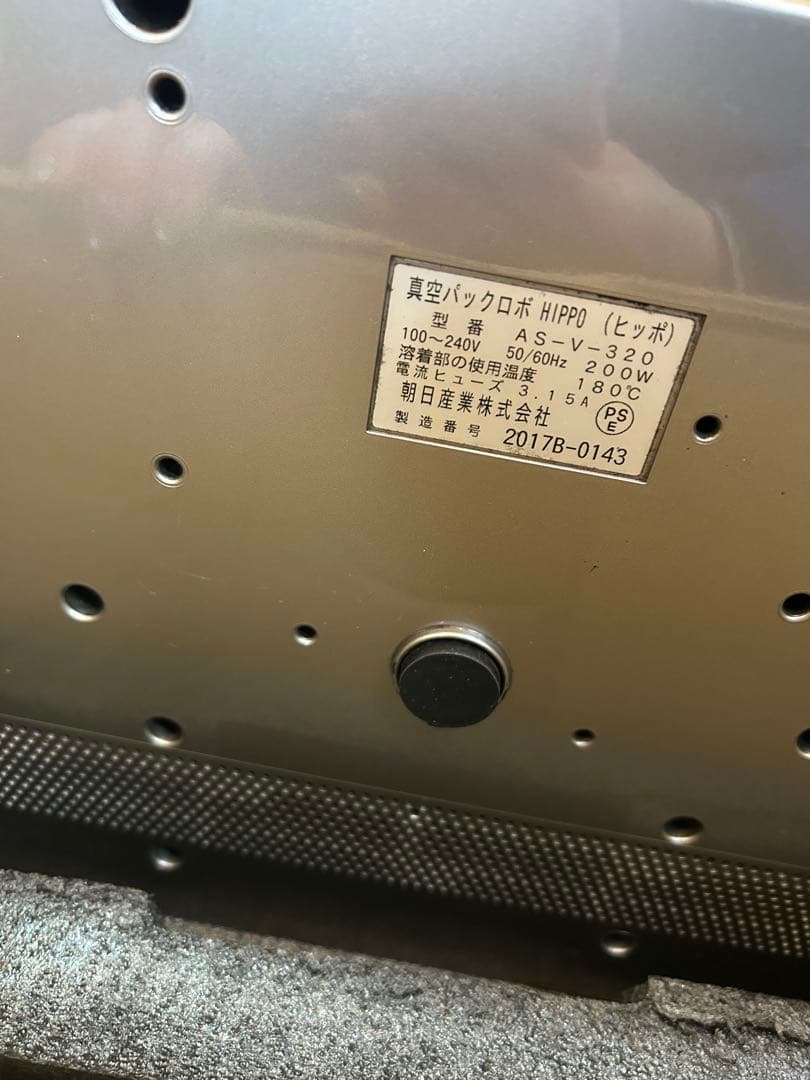 真空パックロボ HIPPO (ヒッポ)
型 番 AS-V-320
100～240V 50/60Hz 200W
溶着部の使用温度 180℃
電流ヒューズ 3.15A
朝日産業株式会社 PSE
製造番号 2017B-0143